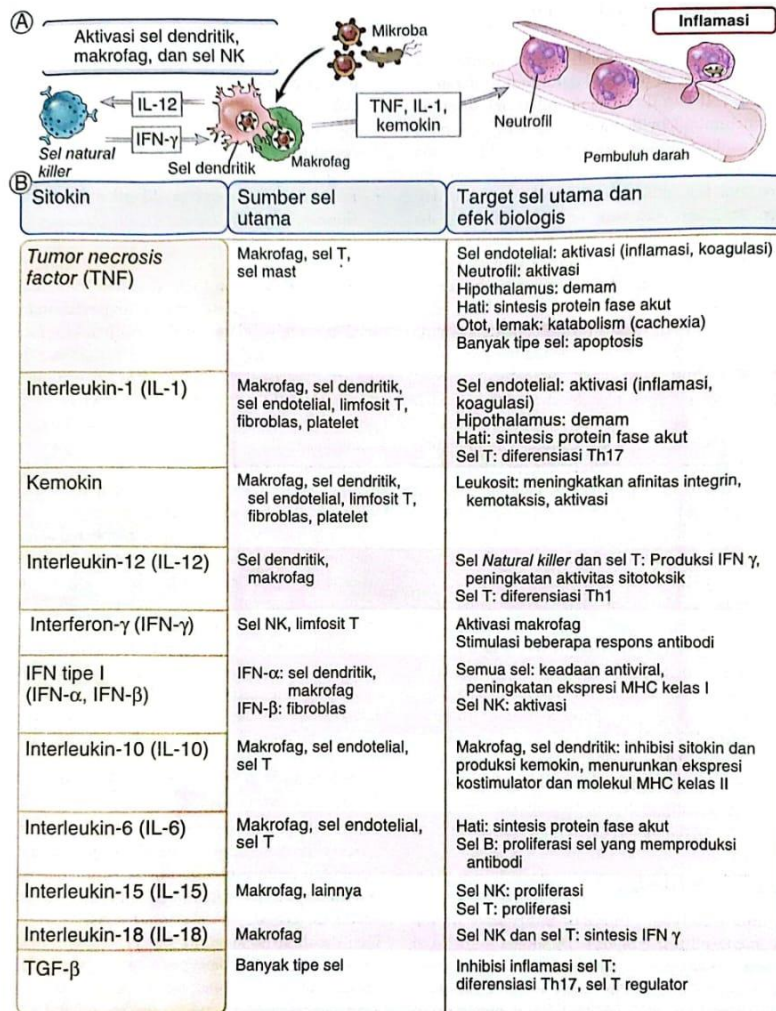 A
Aktivasi sel dendritik,
makrofag, dan sel NK
Mikroba
Inflamasi
IL-12
IFN-γ
TNF, IL-1,
kemokin
Neutrofil
Sel natural
killer
Sel dendritik
Makrofag
Pembuluh darah
B
Sitokin
Sumber sel
utama
Target sel utama dan
efek biologis
Tumor necrosis
factor (TNF)
Makrofag, sel T,
sel mast
Sel endotelial: aktivasi (inflamasi, koagulasi)
Neutrofil: aktivasi
Hipothalamus: demam
Hati: sintesis protein fase akut
Otot, lemak: katabolism (cachexia)
Banyak tipe sel: apoptosis
Interleukin-1 (IL-1)
Makrofag, sel dendritik,
sel endotelial, limfosit T,
fibroblas, platelet
Sel endotelial: aktivasi (inflamasi,
koagulasi)
Hipothalamus: demam
Hati: sintesis protein fase akut
Sel T: diferensiasi Th17
Kemokin
Makrofag, sel dendritik,
sel endotelial, limfosit T,
fibroblas, platelet
Leukosit: meningkatkan afinitas integrin,
kemotaksis, aktivasi
Interleukin-12 (IL-12)
Sel dendritik,
makrofag
Sel Natural killer dan sel T: Produksi IFN γ,
peningkatan aktivitas sitotoksik
Sel T: diferensiasi Th1
Interferon-γ (IFN-γ)
Sel NK, limfosit T
Aktivasi makrofag
Stimulasi beberapa respons antibodi
IFN tipe I
(IFN-α, IFN-β)
IFN-α: sel dendritik,
makrofag
IFN-β: fibroblas
Semua sel: keadaan antiviral,
peningkatan ekspresi MHC kelas I
Sel NK: aktivasi
Interleukin-10 (IL-10)
Makrofag, sel endotelial,
sel T
Makrofag, sel dendritik: inhibisi sitokin dan
produksi kemokin, menurunkan ekspresi
kostimulator dan molekul MHC kelas II
Interleukin-6 (IL-6)
Makrofag, sel endotelial,
sel T
Hati: sintesis protein fase akut
Sel B: proliferasi sel yang memproduksi
antibodi
Interleukin-15 (IL-15)
Makrofag, lainnya
Sel NK: proliferasi
Sel T: proliferasi
Interleukin-18 (IL-18)
Makrofag
Sel NK dan sel T: sintesis IFN γ
TGF-β
Banyak tipe sel
Inhibisi inflamasi sel T:
diferensiasi Th17, sel T regulator